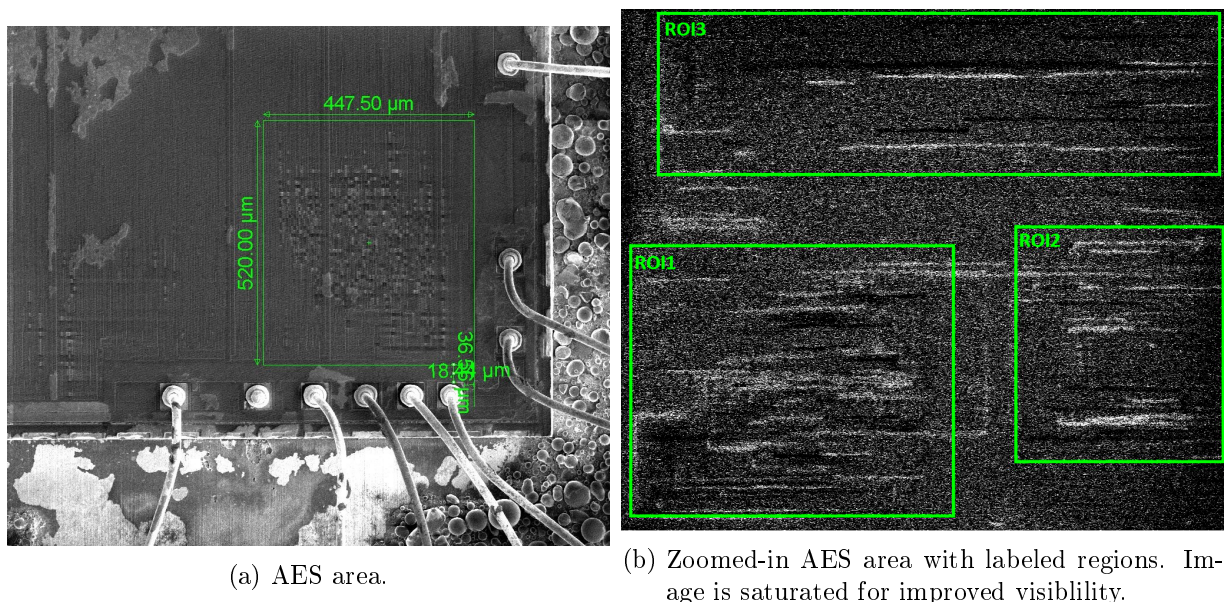 447.50 µm
520.00 µm
18.44 µm
(a) AES area.
ROI3
ROI2
ROI1
(b) Zoomed-in AES area with labeled regions. Im-
age is saturated for improved visiblility.